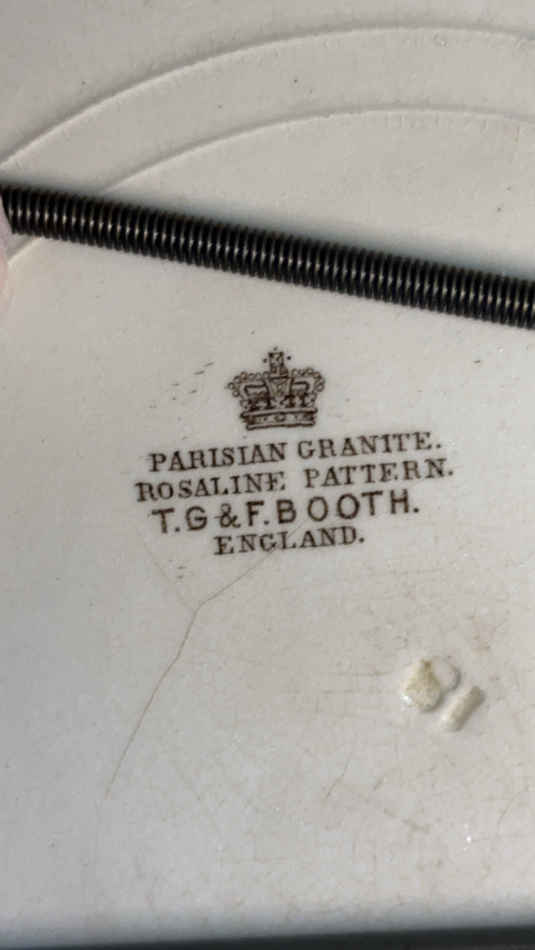 PARISIAN GRANITE.
ROSALINE PATTERN.
T.G & F.BOOTH.
ENGLAND.